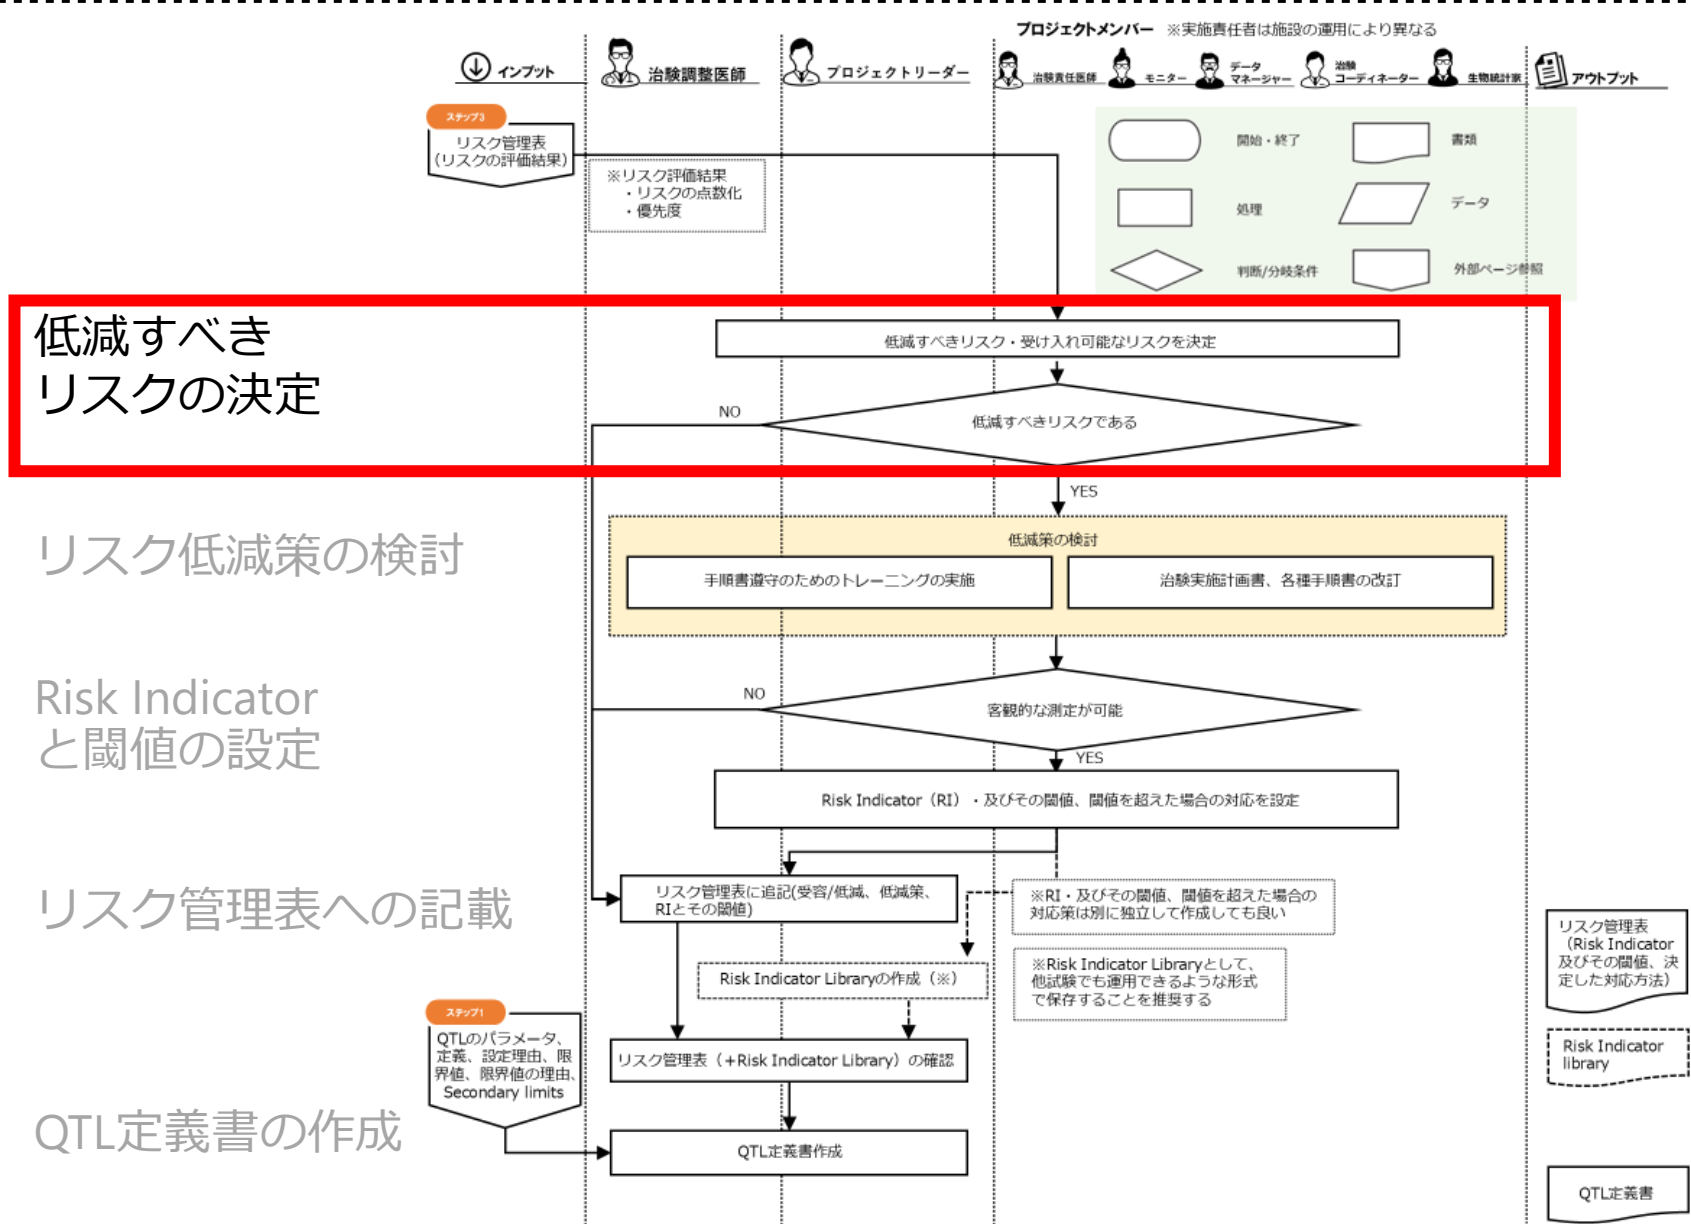 プロジェクトメンバー ※実施責任者は施設の運用により異なる
インプット
治験調整医師
プロジェクトリーダー
治験責任医師
モニター
データ
マネージャー
治験
コーディネーター
生物統計家
アウトプット
ステップ3
リスク管理表
(リスクの評価結果)
※リスク評価結果
・リスクの点数化
・優先度
開始・終了
書類
処理
データ
判断/分岐条件
外部ページ参照
低減すべき
リスクの決定
低減すべきリスク・受け入れ可能なリスクを決定
NO
低減すべきリスクである
YES
リスク低減策の検討
低減策の検討
手順書遵守のためのトレーニングの実施
治験実施計画書、各種手順書の改訂
Risk Indicator
と閾値の設定
NO
客観的な測定が可能
YES
Risk Indicator（RI）・及びその閾値、閾値を超えた場合の対応を設定
リスク管理表への記載
リスク管理表に追記(受容/低減、低減策、
RIとその閾値)
※RI・及びその閾値、閾値を超えた場合の
対応策は別に独立して作成しても良い
Risk Indicator Libraryの作成（※）
※Risk Indicator Libraryとして、
他試験でも運用できるような形式
で保存することを推奨する
リスク管理表
（Risk Indicator
及びその閾値、決
定した対応方法）
ステップ1
QTLのパラメータ、
定義、設定理由、限
界値、限界値の理由、
Secondary limits
リスク管理表（+Risk Indicator Library）の確認
Risk Indicator
library
QTL定義書の作成
QTL定義書作成
QTL定義書